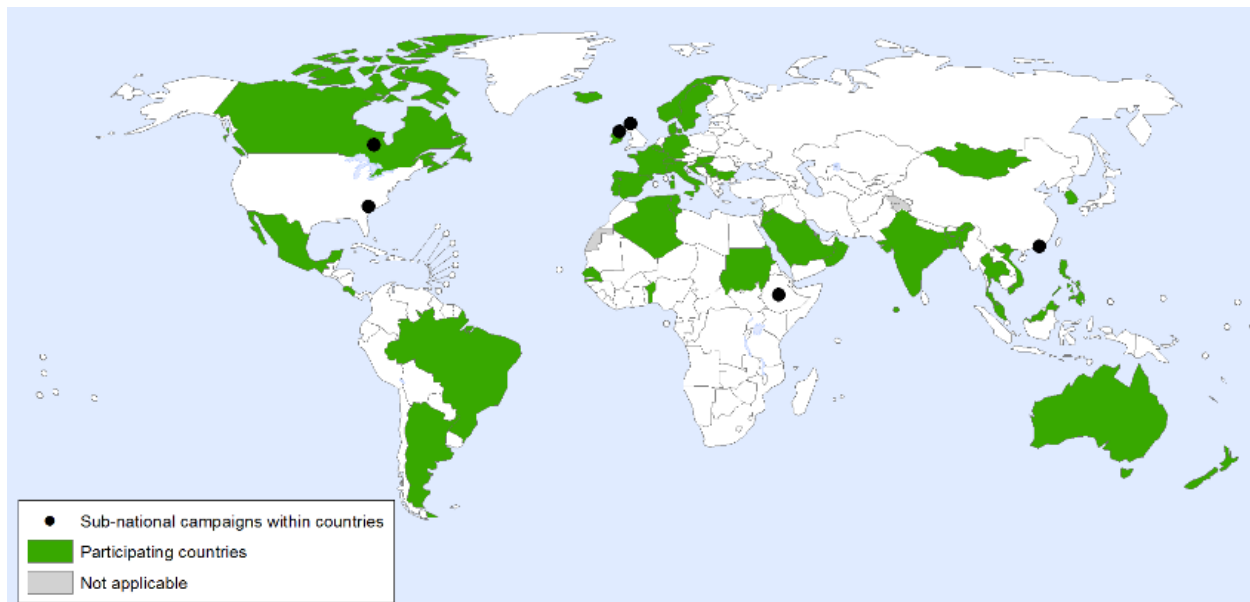 Sub-national campaigns within countries
Participating countries
Not applicable